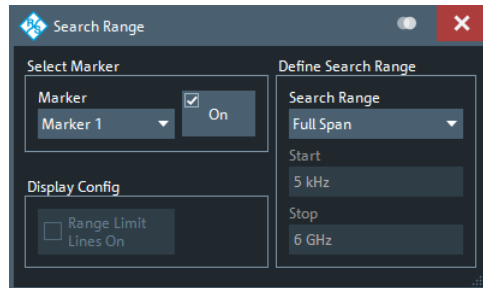 R&S Search Range
Select Marker
Marker
Marker 1
On
Display Config
Range Limit
Lines On
Define Search Range
Search Range
Full Span
Start
5 kHz
Stop
6 GHz